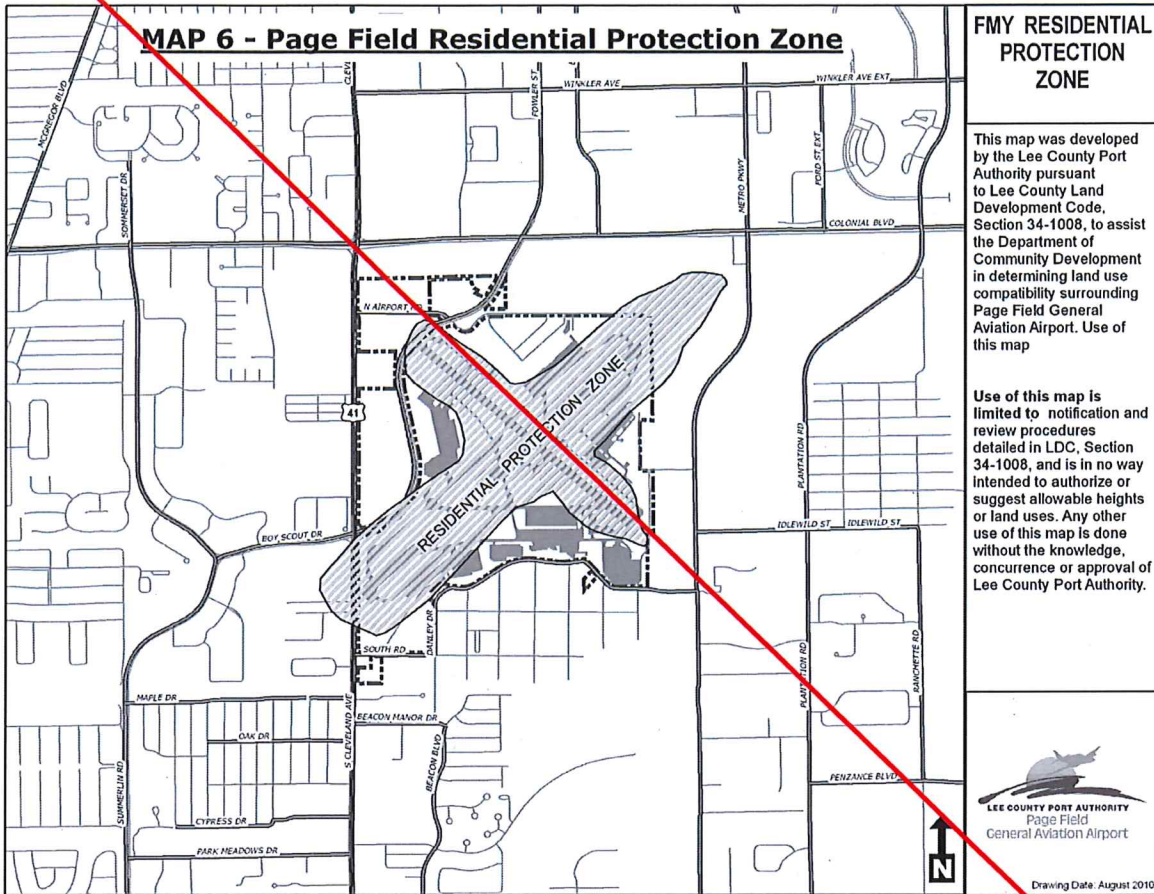 MAP 6 - Page Field Residential Protection Zone
FMY RESIDENTIAL
PROTECTION
ZONE
This map was developed
by the Lee County Port
Authority pursuant
to Lee County Land
Development Code,
Section 34-1008, to assist
the Department of
Community Development
in determining land use
compatibility surrounding
Page Field General
Aviation Airport. Use of
this map
Use of this map is
limited to notification and
review procedures
detailed in LDC, Section
34-1008, and is in no way
intended to authorize or
suggest allowable heights
or land uses. Any other
use of this map is done
without the knowledge,
concurrence or approval of
Lee County Port Authority.
LEE COUNTY PORT AUTHORITY
Page Field
General Aviation Airport
Drawing Date: August 2010
MCGREGOR BLVD
SOMMERSET DR
CLEV
FOWLER ST
WINKLER AVE
WINKLER AVE EXT
METRO PKWY
FORD ST EXT
COLONIAL BLVD
N AIRPORT RD
41
RESIDENTIAL PROTECTION ZONE
PLANTATION RD
BOY SCOUT DR
IDLEWILD ST
IDLEWILD ST
DANLEY DR
SOUTH RD
PLANTATION RD
RANCHETTE RD
MAPLE DR
BEACON MANOR DR
OAK DR
S CLEVELAND AVE
BEACON BLVD
SUMMERLIN RD
PENZANCE BLVD
CYPRESS DR
PARK MEADOWS DR
N